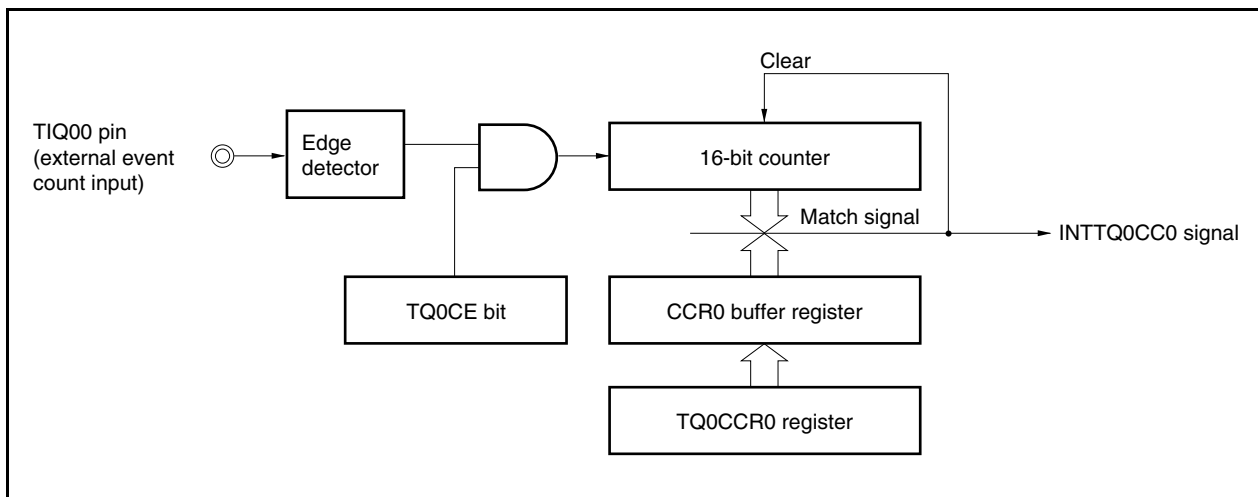 Clear
TIQ00 pin
(external event
count input)
Edge
detector
16-bit counter
Match signal
INTTQ0CC0 signal
TQ0CE bit
CCR0 buffer register
TQ0CCR0 register